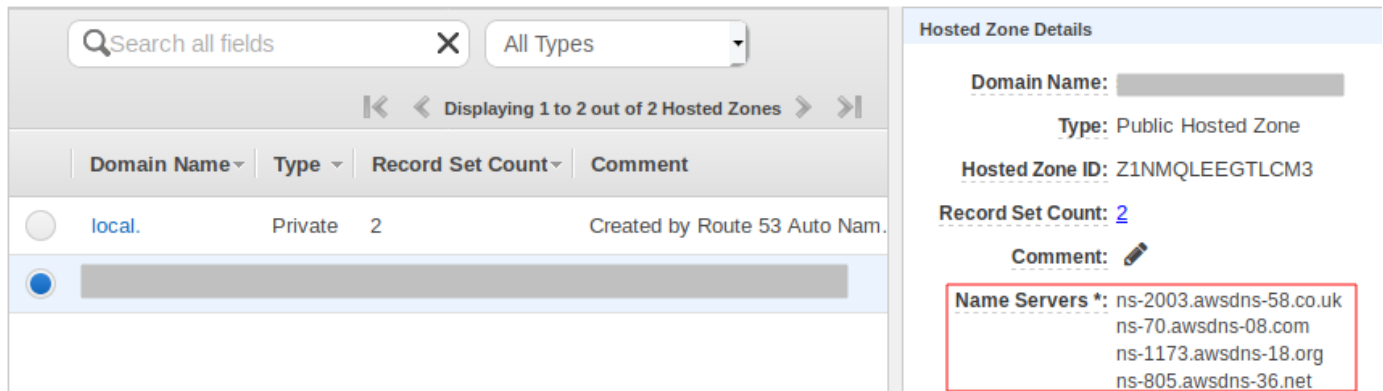 Search all fields
All Types
Displaying 1 to 2 out of 2 Hosted Zones
Domain Name Type Record Set Count Comment
local. Private 2 Created by Route 53 Auto Nam.
Hosted Zone Details
Domain Name:
Type: Public Hosted Zone
Hosted Zone ID: Z1NMQLEEGTLCM3
Record Set Count: 2
Comment:
Name Servers *: ns-2003.awsdns-58.co.uk
ns-70.awsdns-08.com
ns-1173.awsdns-18.org
ns-805.awsdns-36.net